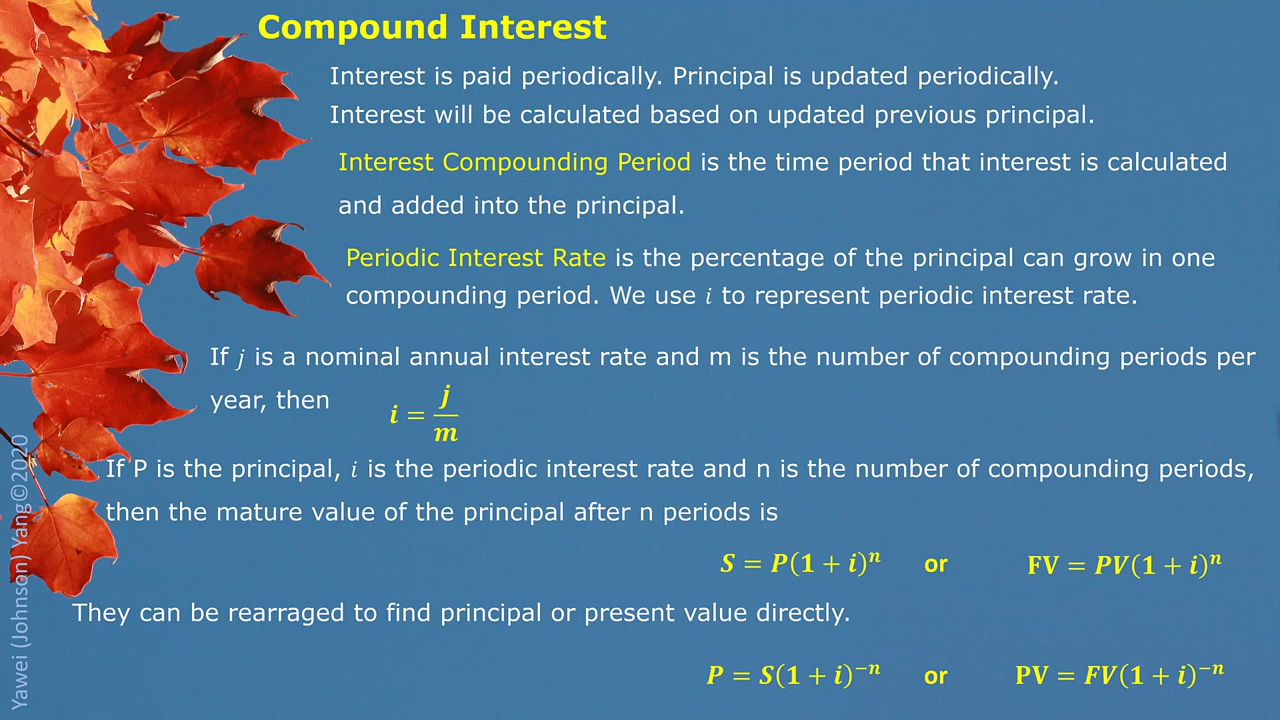 Compound Interest
Interest is paid periodically. Principal is updated periodically.
Interest will be calculated based on updated previous principal.
Interest Compounding Period is the time period that interest is calculated
and added into the principal.
Periodic Interest Rate is the percentage of the principal can grow in one
compounding period. We use i to represent periodic interest rate.
If j is a nominal annual interest rate and m is the number of compounding periods per
year, then i = j/m
If P is the principal, i is the periodic interest rate and n is the number of compounding periods,
then the mature value of the principal after n periods is
S = P(1 + i)^n or FV = PV(1 + i)^n
They can be rearraged to find principal or present value directly.
P = S(1 + i)^−n or PV = FV(1 + i)^−n
Yawei (Johnson) Yang©2020